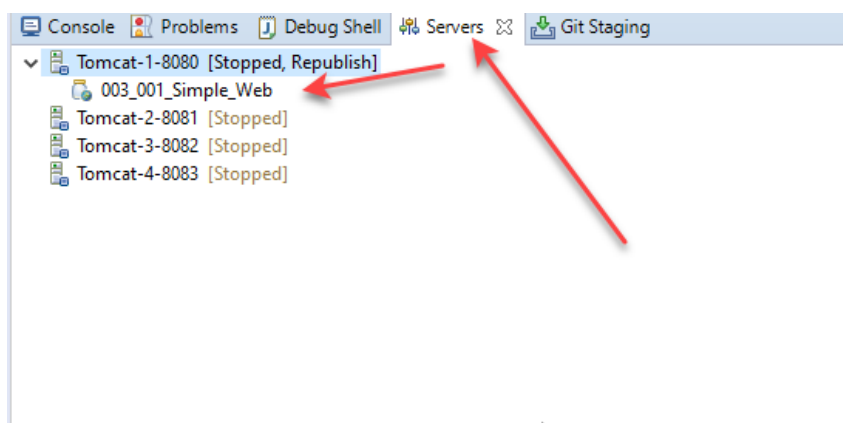 Console Problems Debug Shell Servers Git Staging
Tomcat-1-8080 [Stopped, Republish]
003_001_Simple_Web
Tomcat-2-8081 [Stopped]
Tomcat-3-8082 [Stopped]
Tomcat-4-8083 [Stopped]